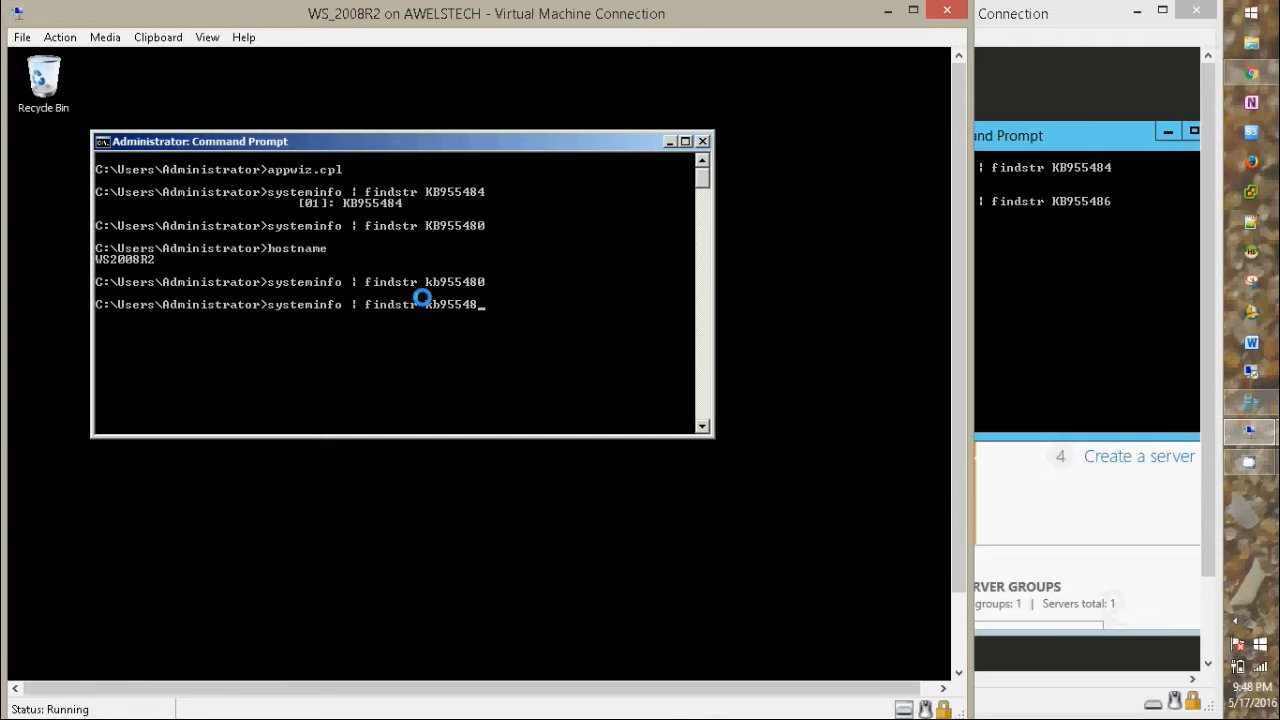 WS_2008R2 on AWELSTECH - Virtual Machine Connection
Connection
File Action Media Clipboard View Help
Recycle Bin
Administrator: Command Prompt
C:\Users\Administrator>appwiz.cpl
C:\Users\Administrator>systeminfo | findstr KB955484
[01]: KB955484
C:\Users\Administrator>systeminfo | findstr KB955480
C:\Users\Administrator>hostname
WS2008R2
C:\Users\Administrator>systeminfo | findstr kb955480
C:\Users\Administrator>systeminfo | findstr kb95548_
nd Prompt
| findstr KB955484
| findstr KB955486
4 Create a server
RVER GROUPS
groups: 1 | Servers total: 1
Status: Running
9:48 PM
5/17/2016